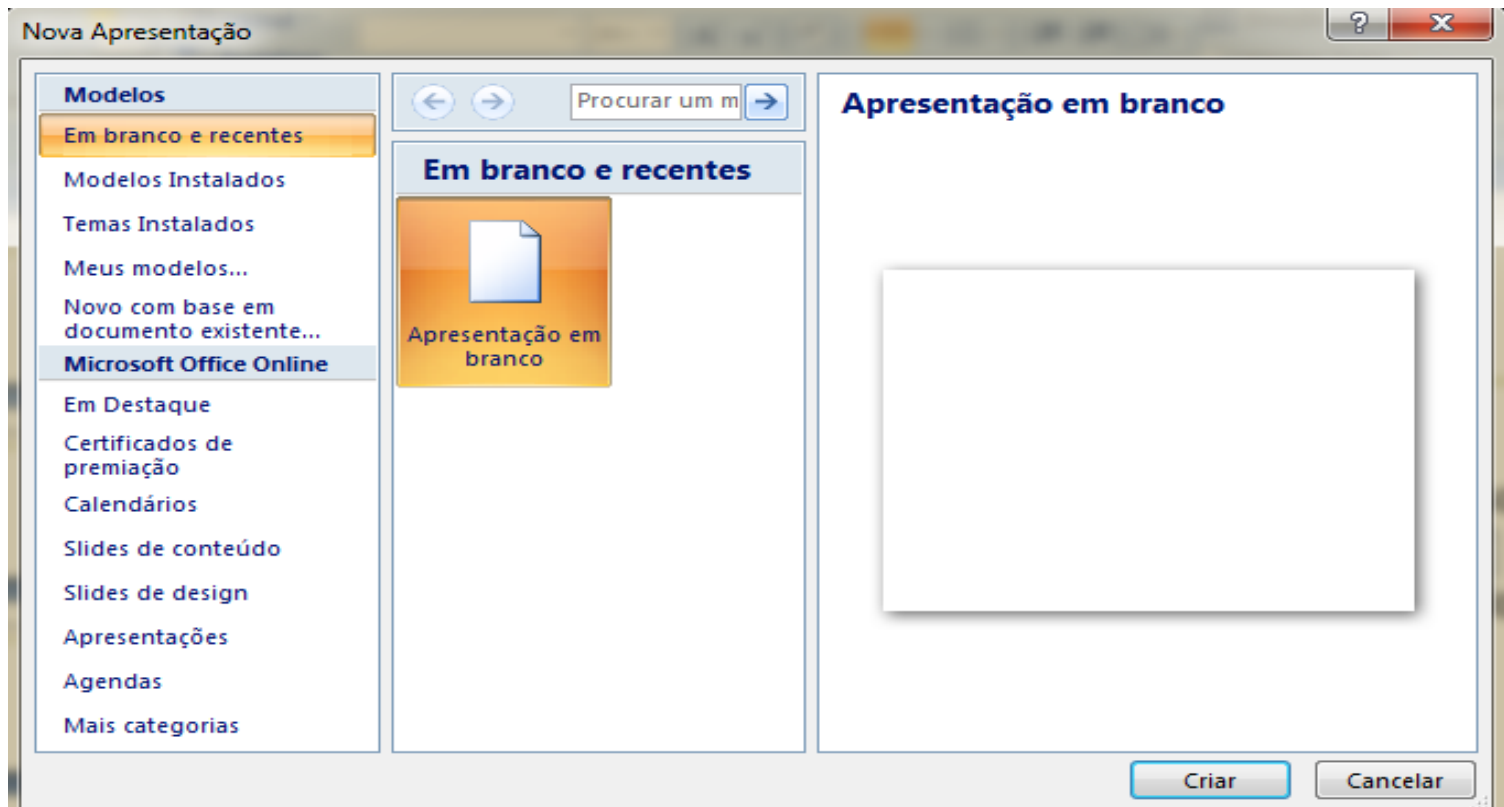 Nova Apresentação
Modelos
Em branco e recentes
Modelos Instalados
Temas Instalados
Meus modelos...
Novo com base em
documento existente...
Microsoft Office Online
Em Destaque
Certificados de
premiação
Calendários
Slides de conteúdo
Slides de design
Apresentações
Agendas
Mais categorias
Procurar um m
Em branco e recentes
Apresentação em
branco
Apresentação em branco
Criar
Cancelar